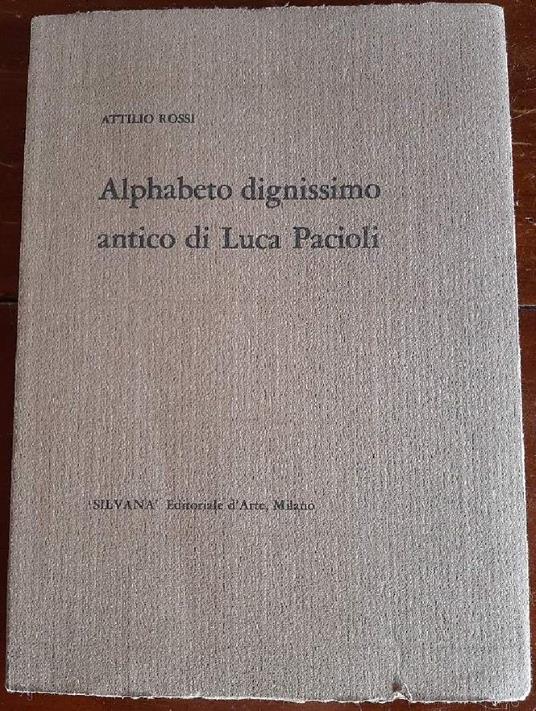 ATTILIO ROSSI
Alphabeto dignissimo
antico di Luca Pacioli
'SILVANA' Editoriale d'Arte, Milano